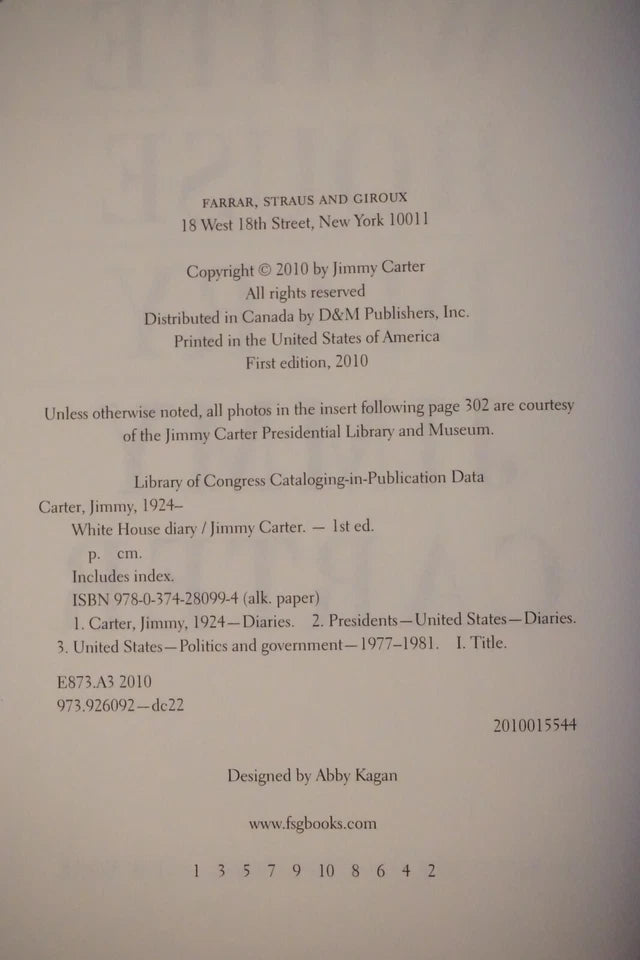 FARRAR, STRAUS AND GIROUX
18 West 18th Street, New York 10011
Copyright © 2010 by Jimmy Carter
All rights reserved
Distributed in Canada by D&M Publishers, Inc.
Printed in the United States of America
First edition, 2010
Unless otherwise noted, all photos in the insert following page 302 are courtesy
of the Jimmy Carter Presidential Library and Museum.
Library of Congress Cataloging-in-Publication Data
Carter, Jimmy, 1924–
White House diary / Jimmy Carter. — 1st ed.
p. cm.
Includes index.
ISBN 978-0-374-28099-4 (alk. paper)
1. Carter, Jimmy, 1924—Diaries. 2. Presidents—United States—Diaries.
3. United States—Politics and government—1977–1981. I. Title.
E873.A3 2010
973.926092—dc22
2010015544
Designed by Abby Kagan
www.fsgbooks.com
1 3 5 7 9 10 8 6 4 2